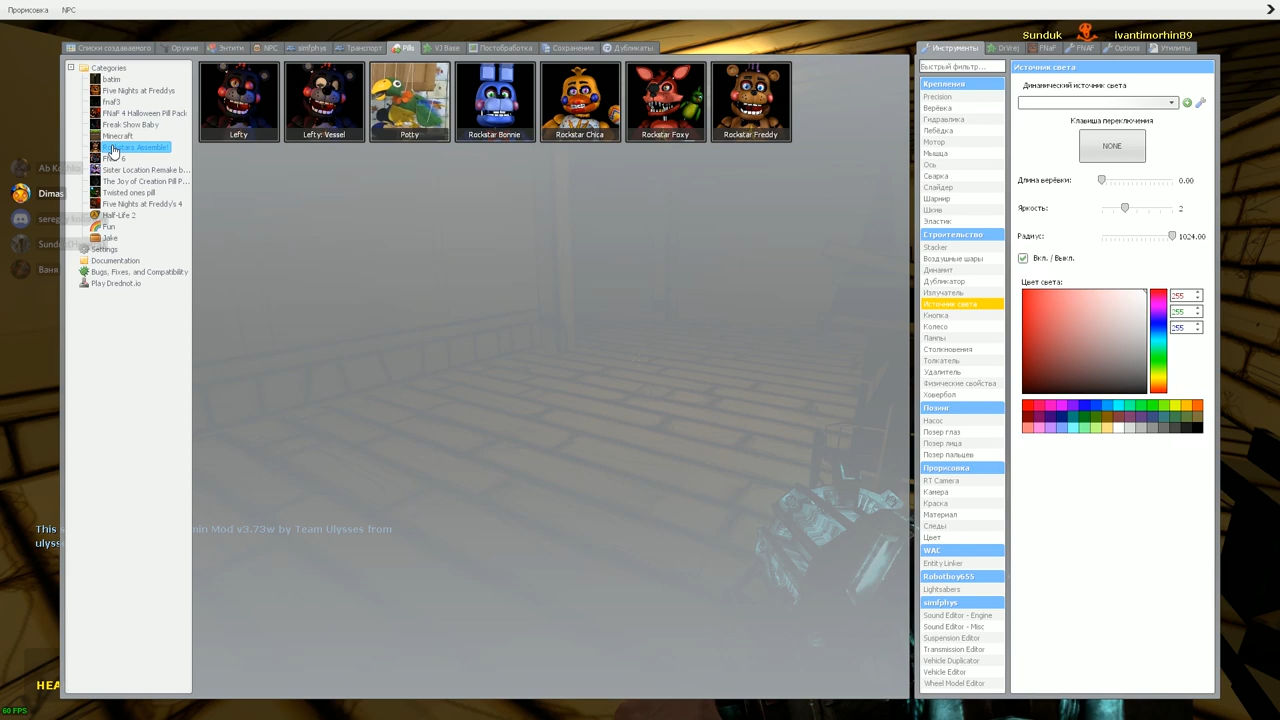 Прорисовка NPC
Sunduk ivantimorhin89
Списки создаваемого Оружие Энтити NPC simfphys Транспорт Pills VJ Base Постобработка Сохранения Дубликаты
Categories
batim
Five Nights at Freddys
fnaf3
FNaF 4 Halloween Pill Pack
Freak Show Baby
Minecraft
Rockstars Assemble!
Sister Location Remake b...
The Joy of Creation Pill P...
Twisted ones pill
Five Nights at Freddy's 4
Half-Life 2
Fun
Jake
Settings
Documentation
Bugs, Fixes, and Compatibility
Play Drednot.io
Lefty
Lefty: Vessel
Potty
Rockstar Bonnie
Rockstar Chica
Rockstar Foxy
Rockstar Freddy
Dimas
Ваня
This s
in Mod v3.73w by Team Ulysses from
ulysse
HEA
60 FPS
Инструменты FNaF FNAF Options Утилиты
Быстрый фильтр...
Крепления
Precision
Верёвка
Гидравлика
Лебёдка
Мотор
Мышца
Ось
Сварка
Слайдер
Шарнир
Шкив
Эластик
Строительство
Stacker
Воздушные шары
Динамит
Дубликатор
Излучатель
Источник света
Кнопка
Колесо
Лампы
Столкновения
Толкатель
Удалитель
Физические свойства
Ховербол
Позинг
Насос
Позер глаз
Позер лица
Позер пальцев
Прорисовка
RT Camera
Камера
Краска
Материал
Следы
Цвет
WAC
Entity Linker
Robotboy655
Lightsabers
simfphys
Sound Editor - Engine
Sound Editor - Misc
Suspension Editor
Transmission Editor
Vehicle Duplicator
Vehicle Editor
Wheel Model Editor
Источник света
Динамический источник света
Клавиша переключения
NONE
Длина верёвки: 0.00
Яркость: 2
Радиус: 1024.00
Вкл. / Выкл.
Цвет света:
255
255
255